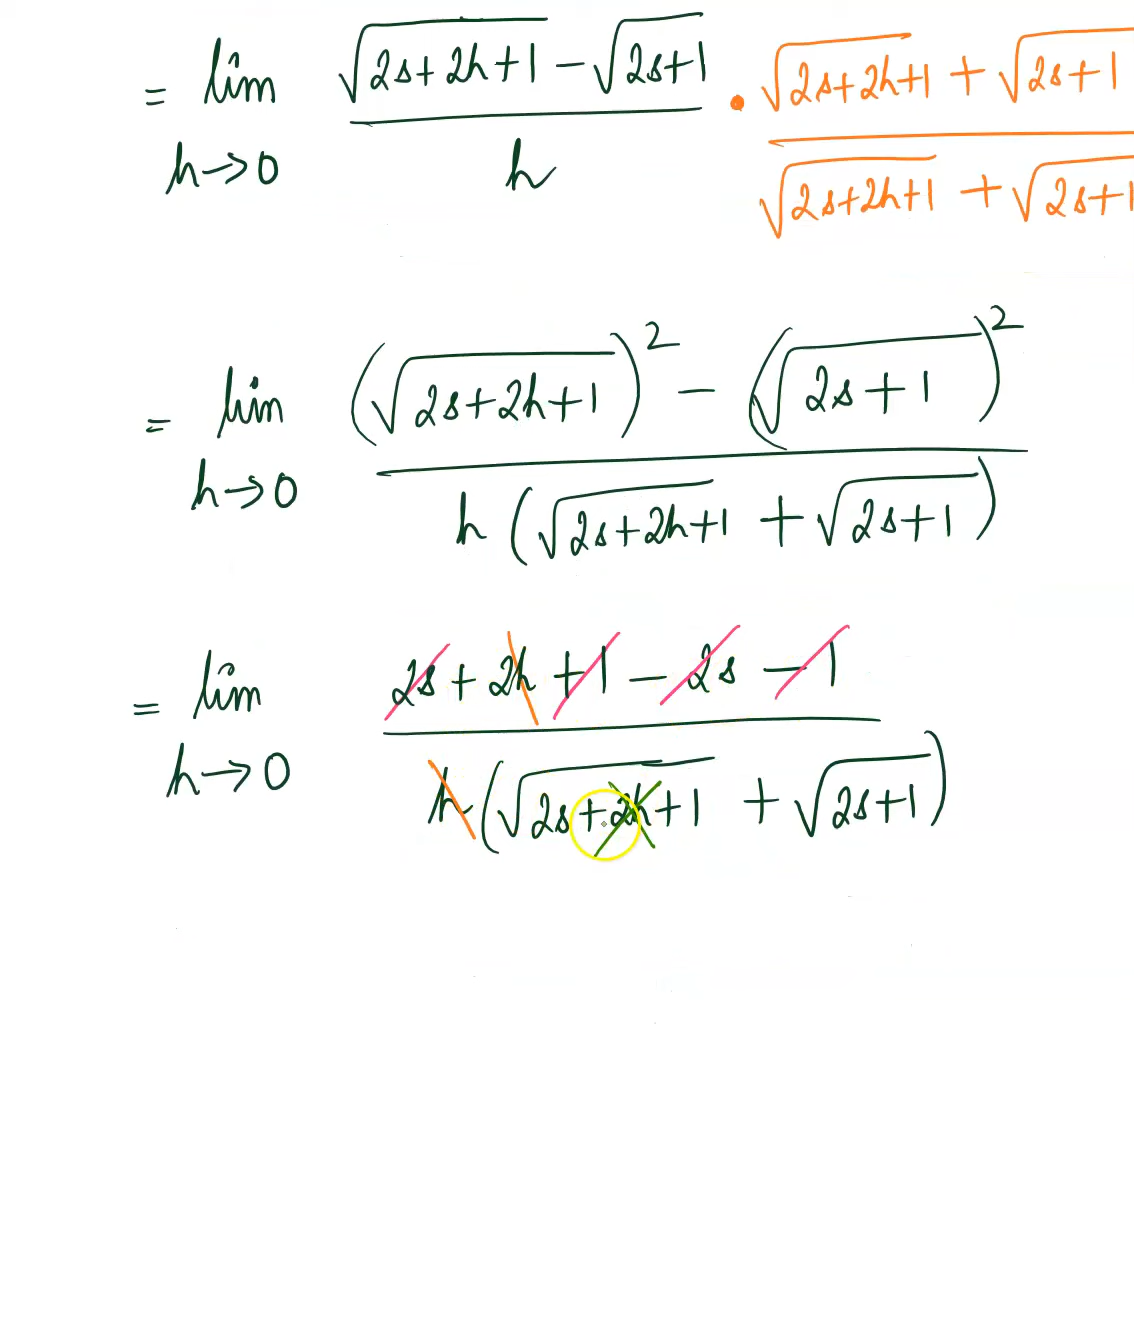 = lim √(2s+2h+1) − √(2s+1) / h · √(2s+2h+1) + √(2s+1) / √(2s+2h+1) + √(2s+1)
h→0
= lim (√(2s+2h+1))² − (√(2s+1))² / h(√(2s+2h+1) + √(2s+1))
h→0
= lim 2s + 2h + 1 − 2s − 1 / h(√(2s+2h+1) + √(2s+1))
h→0